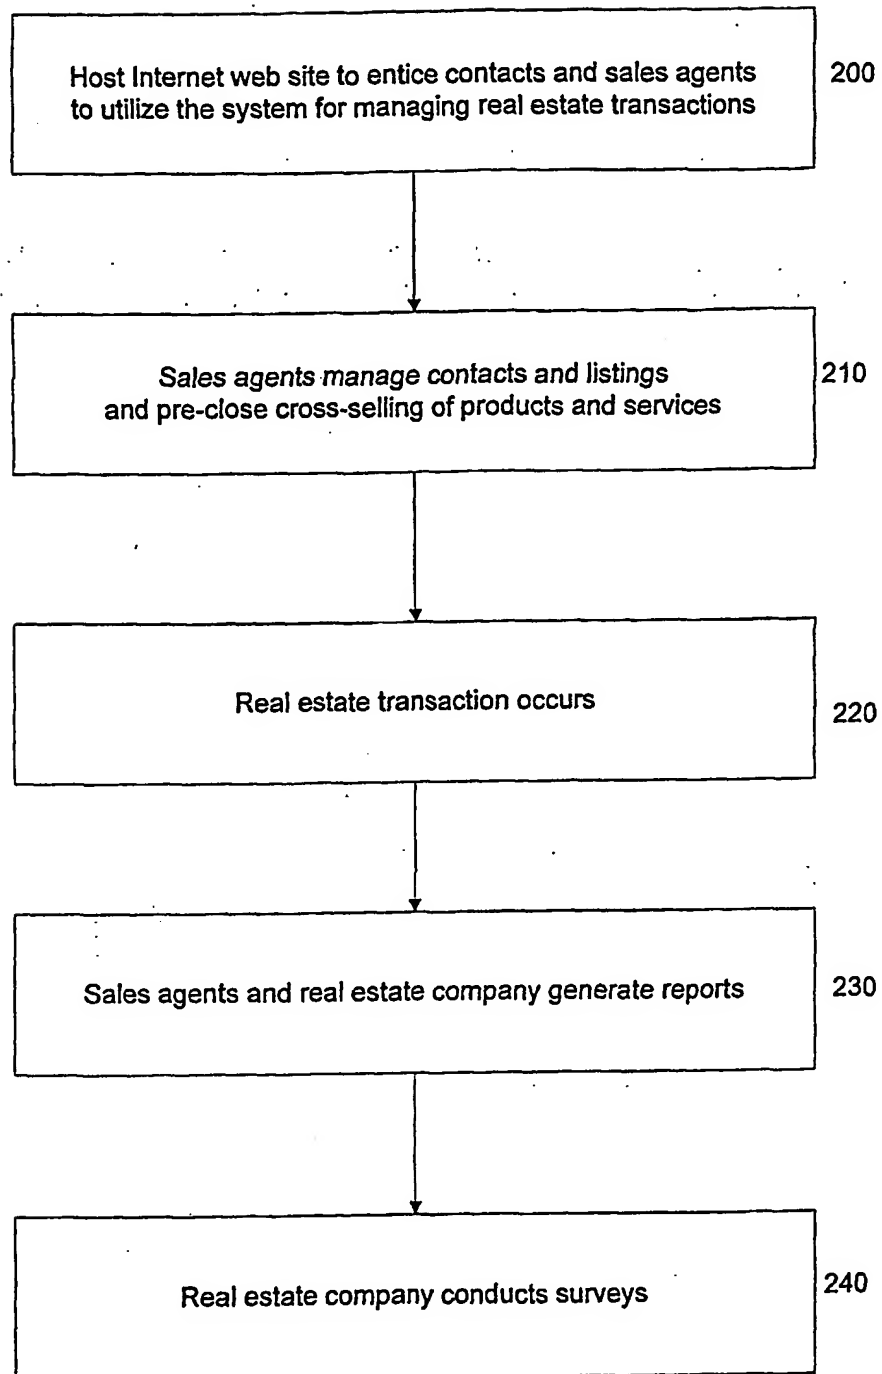 Host Internet web site to entice contacts and sales agents
to utilize the system for managing real estate transactions
200
Sales agents manage contacts and listings
and pre-close cross-selling of products and services
210
Real estate transaction occurs
220
Sales agents and real estate company generate reports
230
Real estate company conducts surveys
240